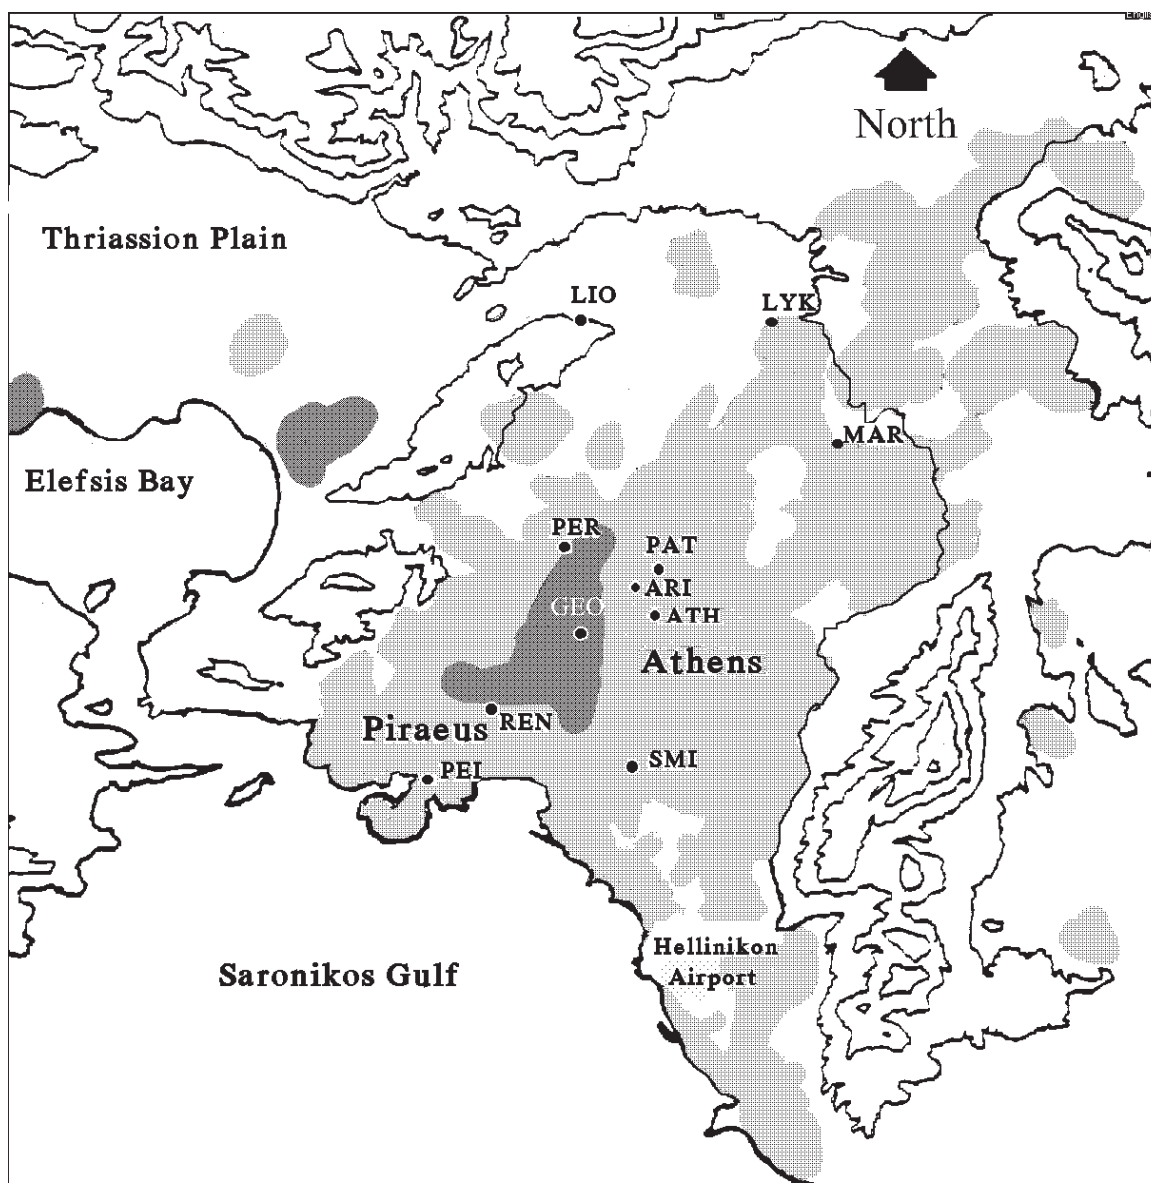 North
Thriassion Plain
LIO
LYK
MAR
Elefsis Bay
PER
PAT
ARI
GEO
ATH
Athens
REN
Piraeus
SMI
PEI
Hellinikon
Airport
Saronikos Gulf